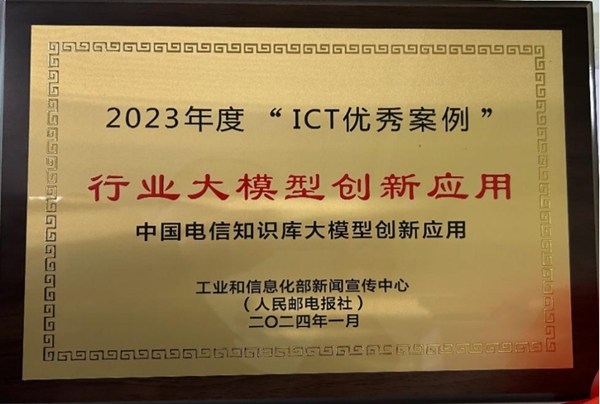 2023年度“ICT优秀案例”
行业大模型创新应用
中国电信知识库大模型创新应用
工业和信息化部新闻宣传中心
（人民邮电报社）
二〇二四年一月